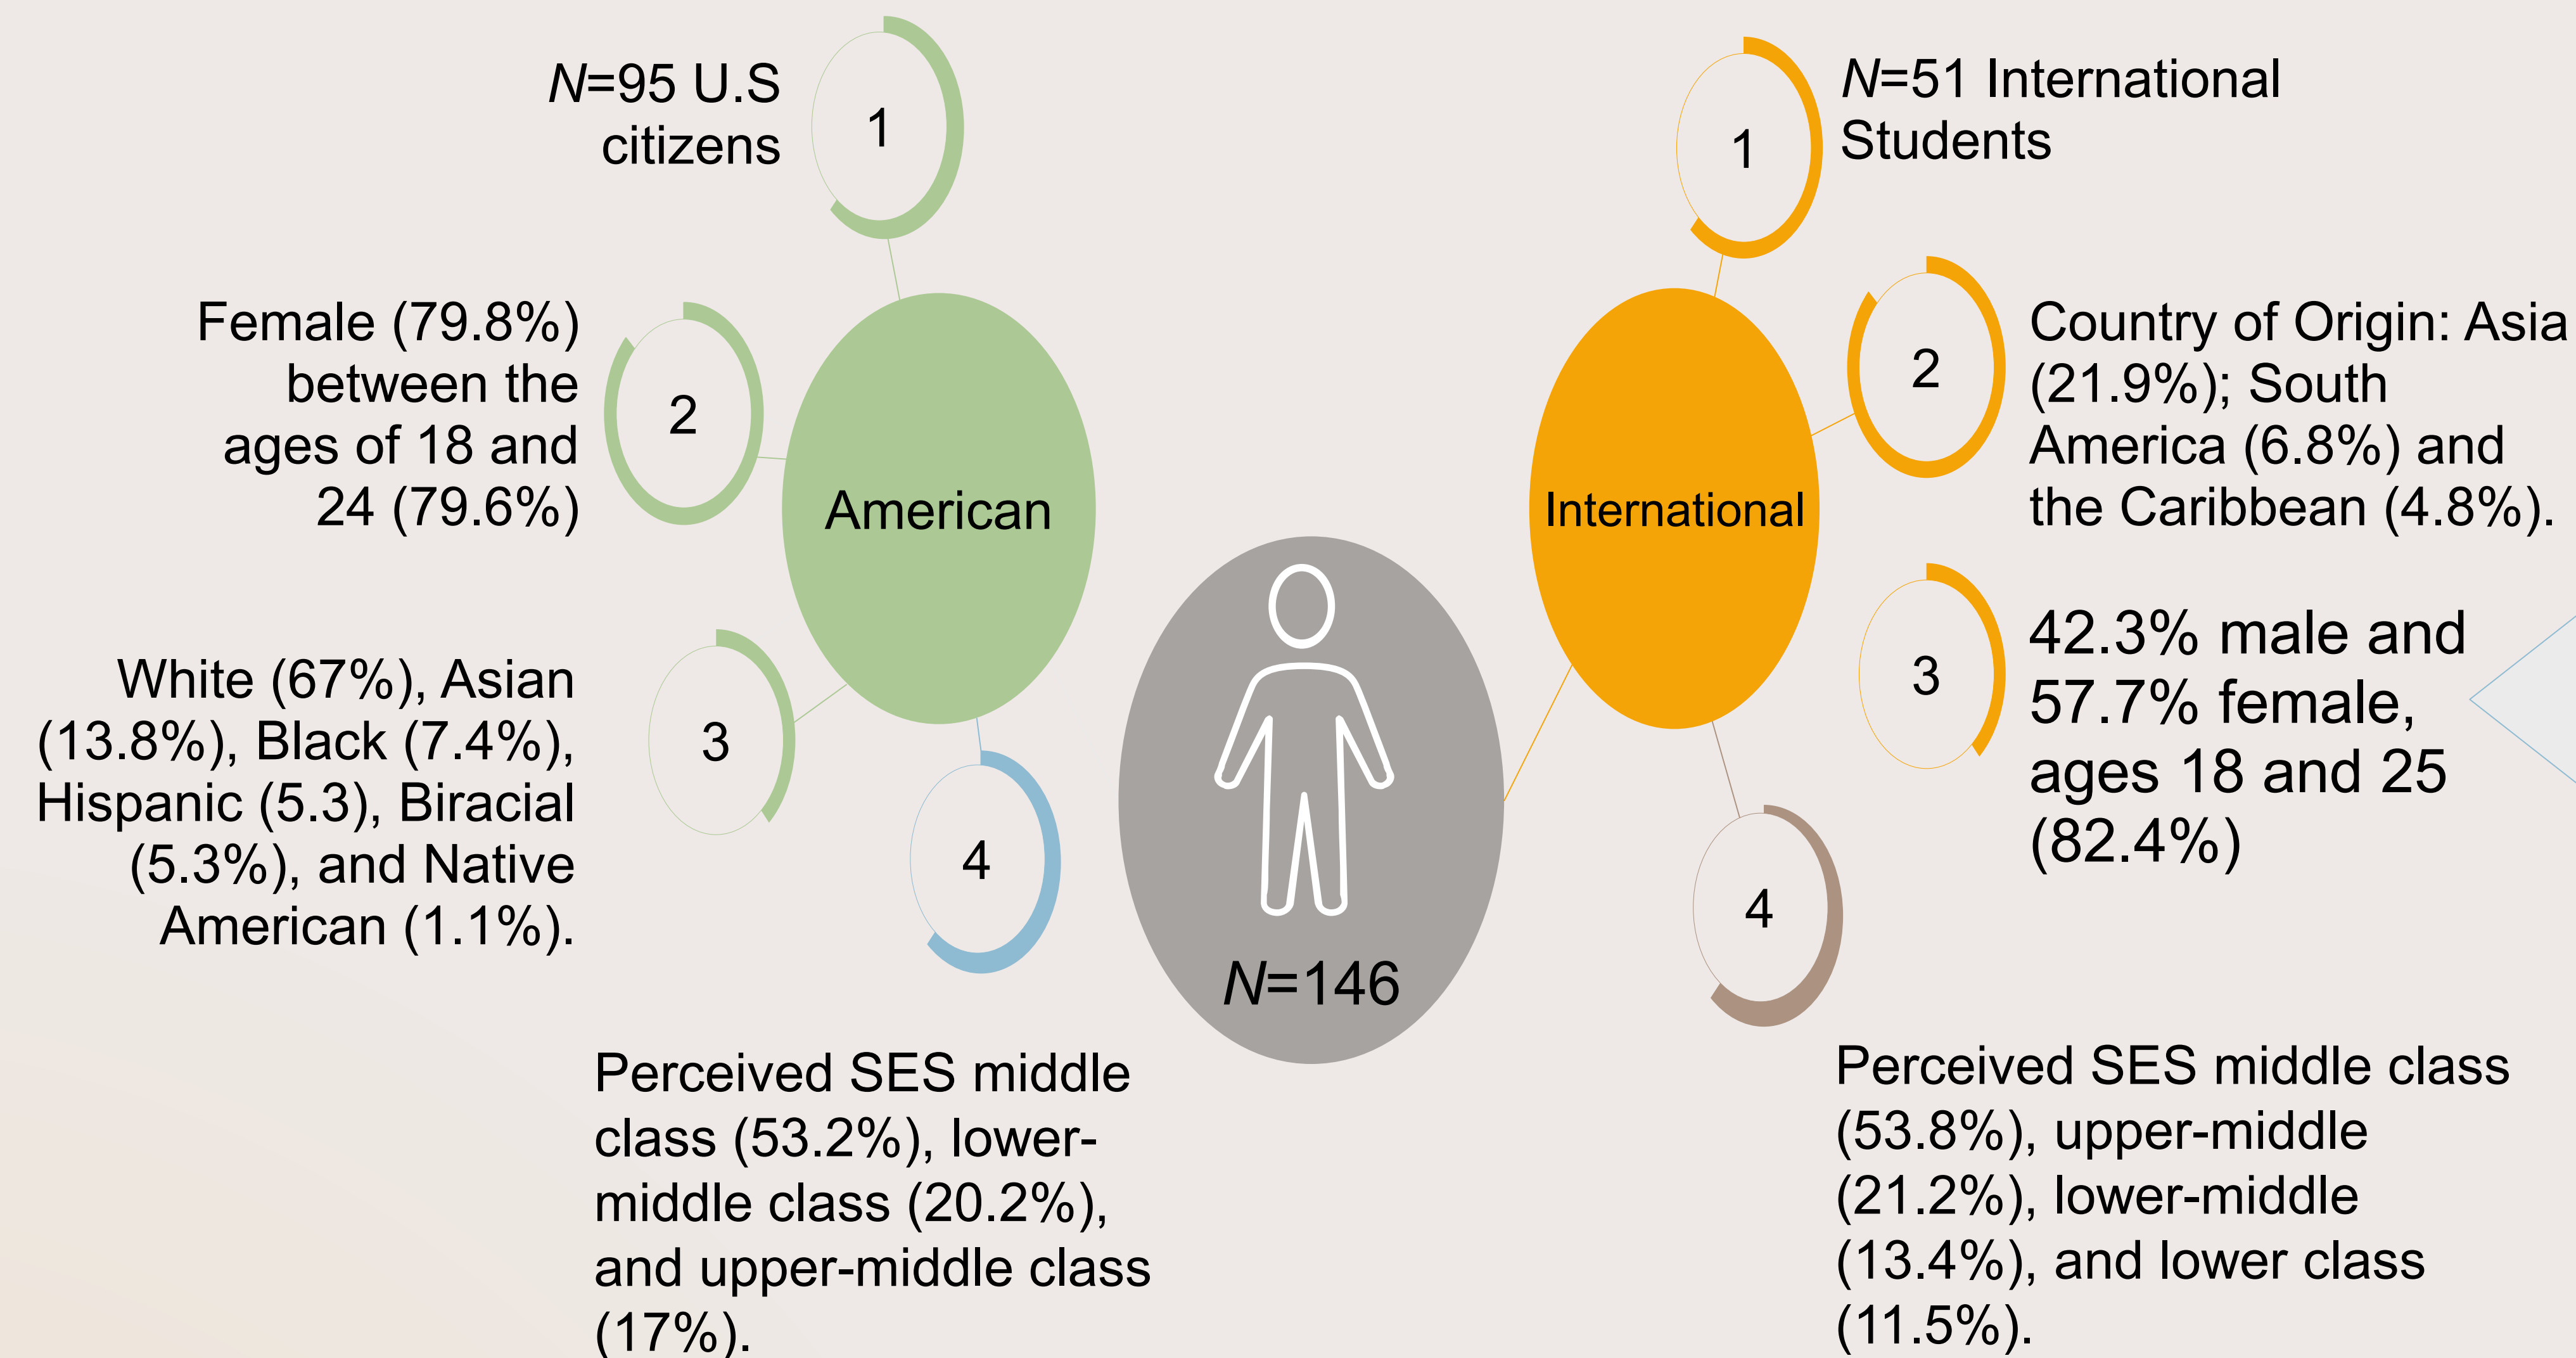 N=95 U.S
citizens
1
Female (79.8%)
between the
ages of 18 and
24 (79.6%)
2
White (67%), Asian
(13.8%), Black (7.4%),
Hispanic (5.3), Biracial
(5.3%), and Native
American (1.1%).
3
4
Perceived SES middle
class (53.2%), lower-
middle class (20.2%),
and upper-middle class
(17%).
American
N=146
International
1
N=51 International
Students
2
Country of Origin: Asia
(21.9%); South
America (6.8%) and
the Caribbean (4.8%).
3
42.3% male and
57.7% female,
ages 18 and 25
(82.4%)
4
Perceived SES middle class
(53.8%), upper-middle
(21.2%), lower-middle
(13.4%), and lower class
(11.5%).